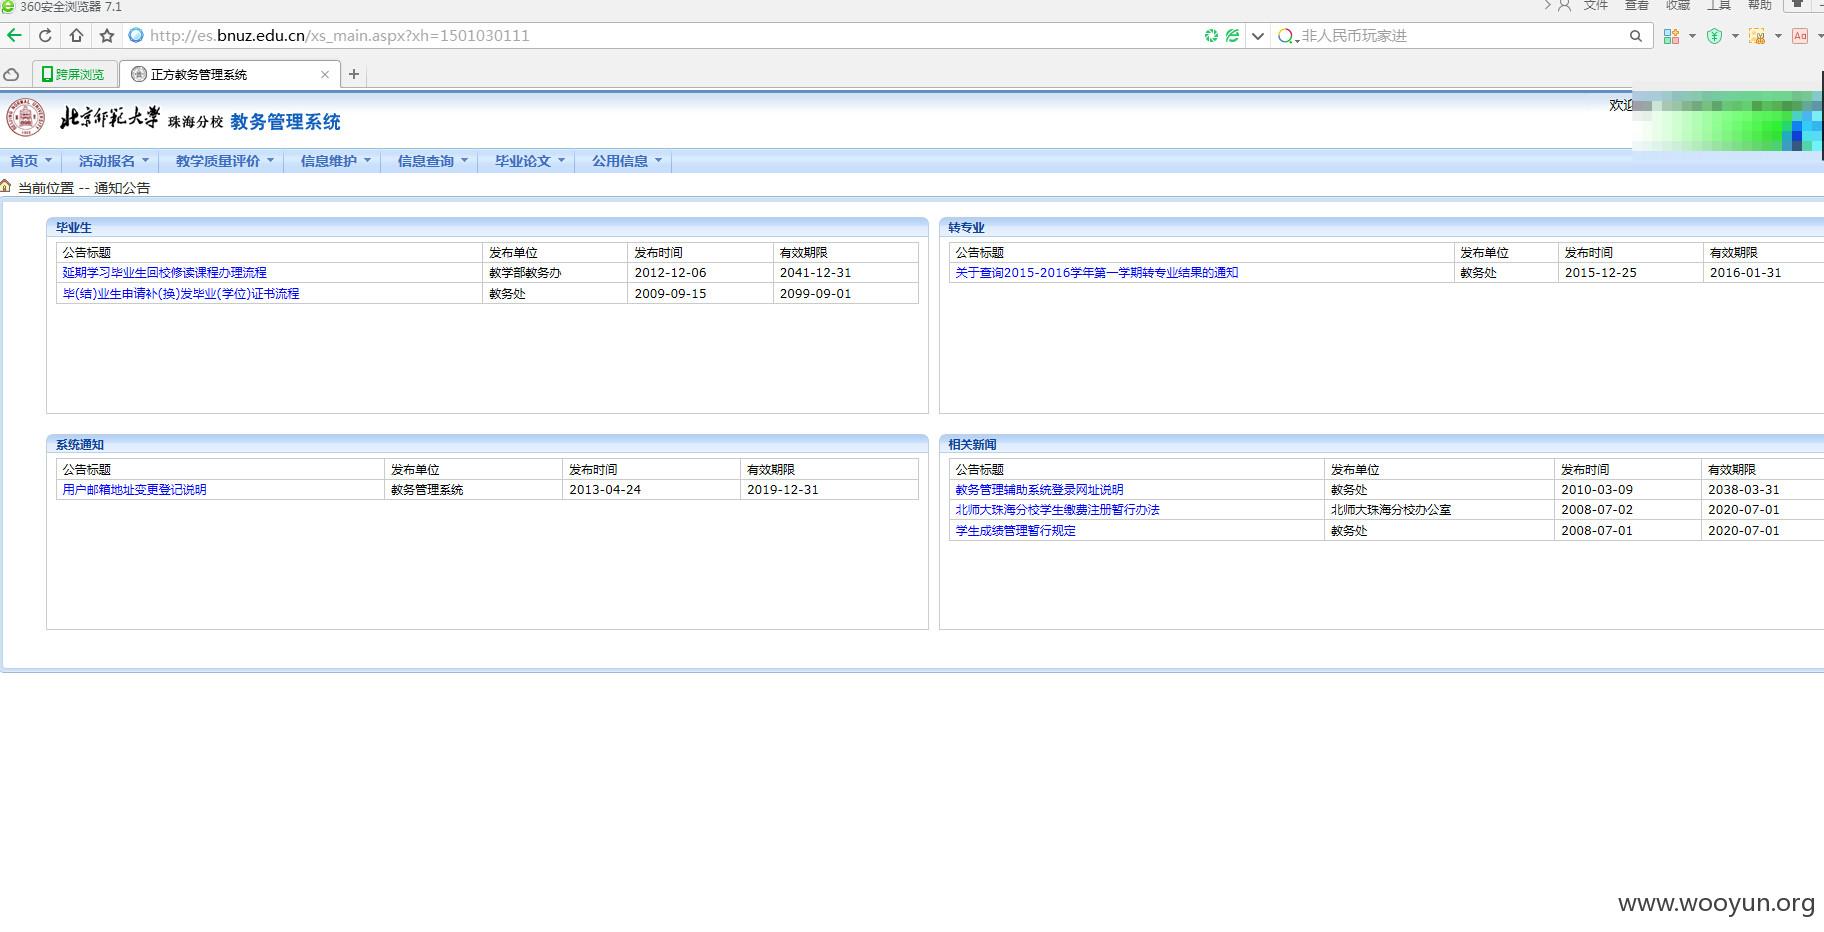 360安全浏览器 7.1 文件 查看 收藏 工具 帮助
http://es.bnuz.edu.cn/xs_main.aspx?xh=1501030111 非人民币玩家进
跨屏浏览 正方教务管理系统
北京师范大学 珠海分校 教务管理系统 欢迎
首页 活动报名 教学质量评价 信息维护 信息查询 毕业论文 公用信息
当前位置 -- 通知公告
毕业生
公告标题 发布单位 发布时间 有效期限
延期学习毕业生回校修读课程办理流程 教学部教务办 2012-12-06 2041-12-31
毕(结)业生申请补(换)发毕业(学位)证书流程 教务处 2009-09-15 2099-09-01
转专业
公告标题 发布单位 发布时间 有效期限
关于查询2015-2016学年第一学期转专业结果的通知 教务处 2015-12-25 2016-01-31
系统通知
公告标题 发布单位 发布时间 有效期限
用户邮箱地址变更登记说明 教务管理系统 2013-04-24 2019-12-31
相关新闻
公告标题 发布单位 发布时间 有效期限
教务管理辅助系统登录网址说明 教务处 2010-03-09 2038-03-31
北师大珠海分校学生缴费注册暂行办法 北师大珠海分校办公室 2008-07-02 2020-07-01
学生成绩管理暂行规定 教务处 2008-07-01 2020-07-01
www.wooyun.org